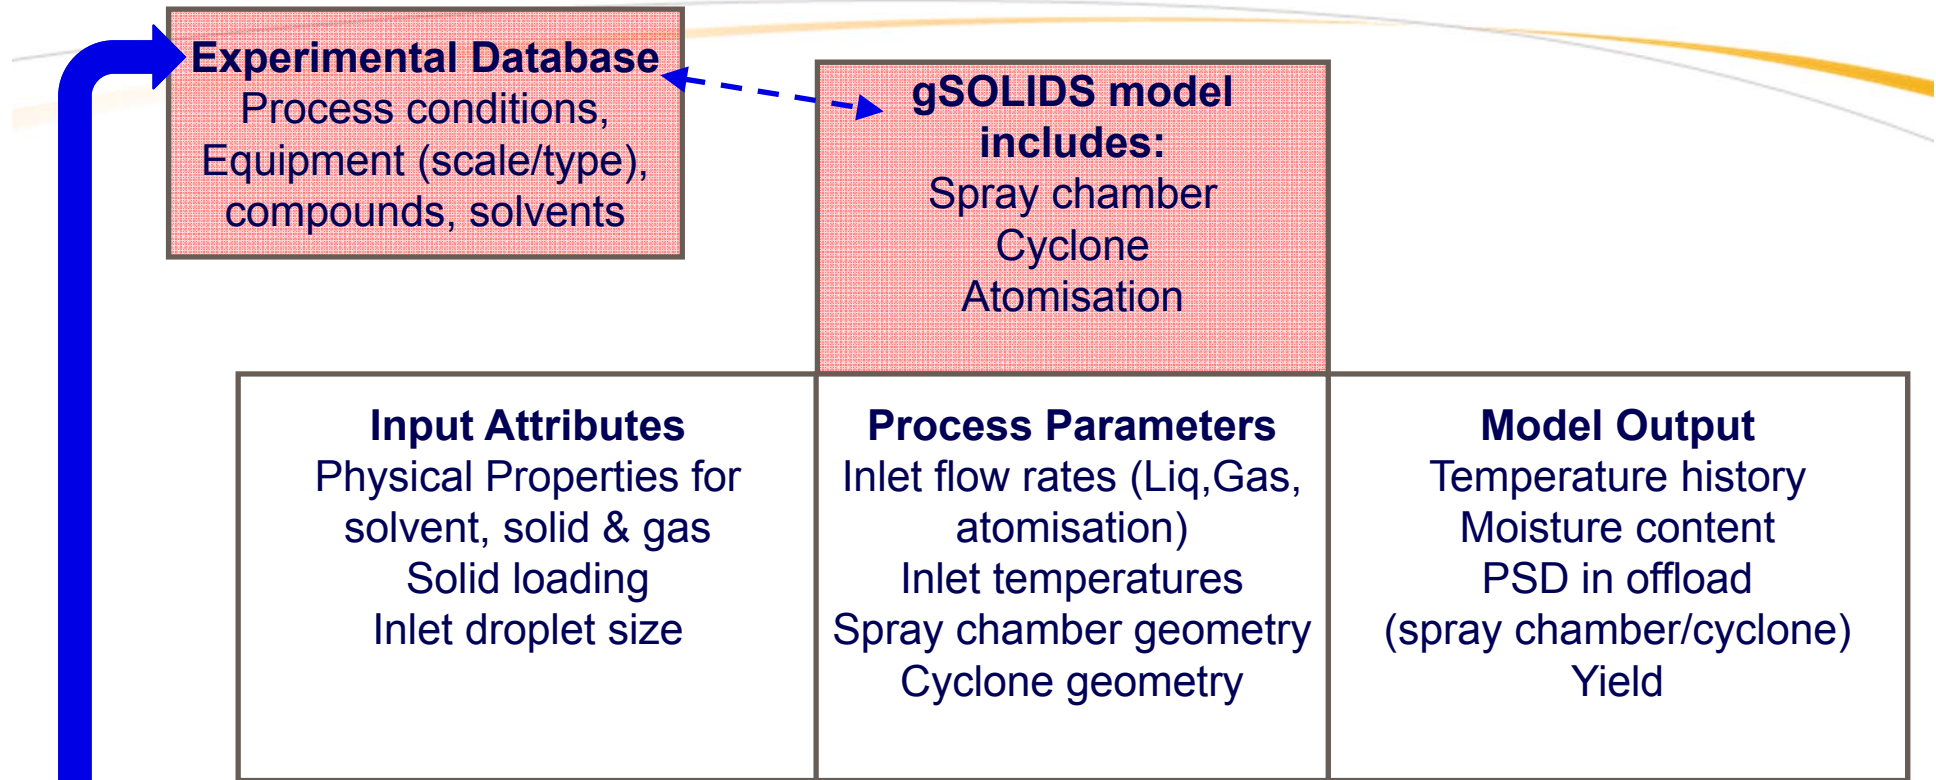 Experimental Database
Process conditions,
Equipment (scale/type),
compounds, solvents
gSOLIDS model
includes:
Spray chamber
Cyclone
Atomisation
Input Attributes
Physical Properties for
solvent, solid & gas
Solid loading
Inlet droplet size
Process Parameters
Inlet flow rates (Liq,Gas,
atomisation)
Inlet temperatures
Spray chamber geometry
Cyclone geometry
Model Output
Temperature history
Moisture content
PSD in offload
(spray chamber/cyclone)
Yield